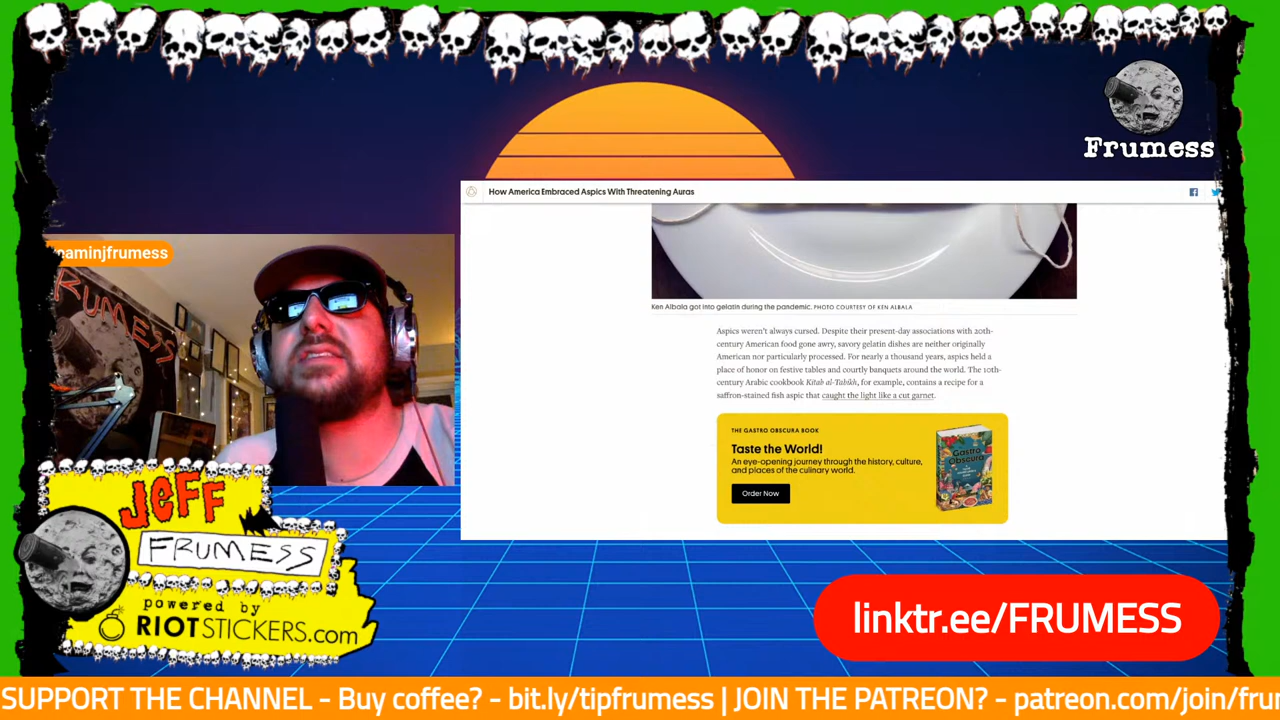 Frumess
How America Embraced Aspics With Threatening Auras
aminjfrumess
FRUMESS
Ken Albala got into gelatin during the pandemic. PHOTO COURTESY OF KEN ALBALA
Aspics weren't always cursed. Despite their present-day associations with 20th-
century American food gone awry, savory gelatin dishes are neither originally
American nor particularly processed. For nearly a thousand years, aspics held a
place of honor on festive tables and courtly banquets around the world. The 10th-
century Arabic cookbook Kitab al-Tabikh, for example, contains a recipe for a
saffron-stained fish aspic that caught the light like a cut garnet.
THE GASTRO OBSCURA BOOK
Taste the World!
An eye-opening journey through the history, culture,
and places of the culinary world.
Order Now
Gastro
Obscura
JEFF
FRUMESS
powered by
RIOTSTICKERS.com
linktr.ee/FRUMESS
SUPPORT THE CHANNEL - Buy coffee? - bit.ly/tipfrumess | JOIN THE PATREON? - patreon.com/join/frum